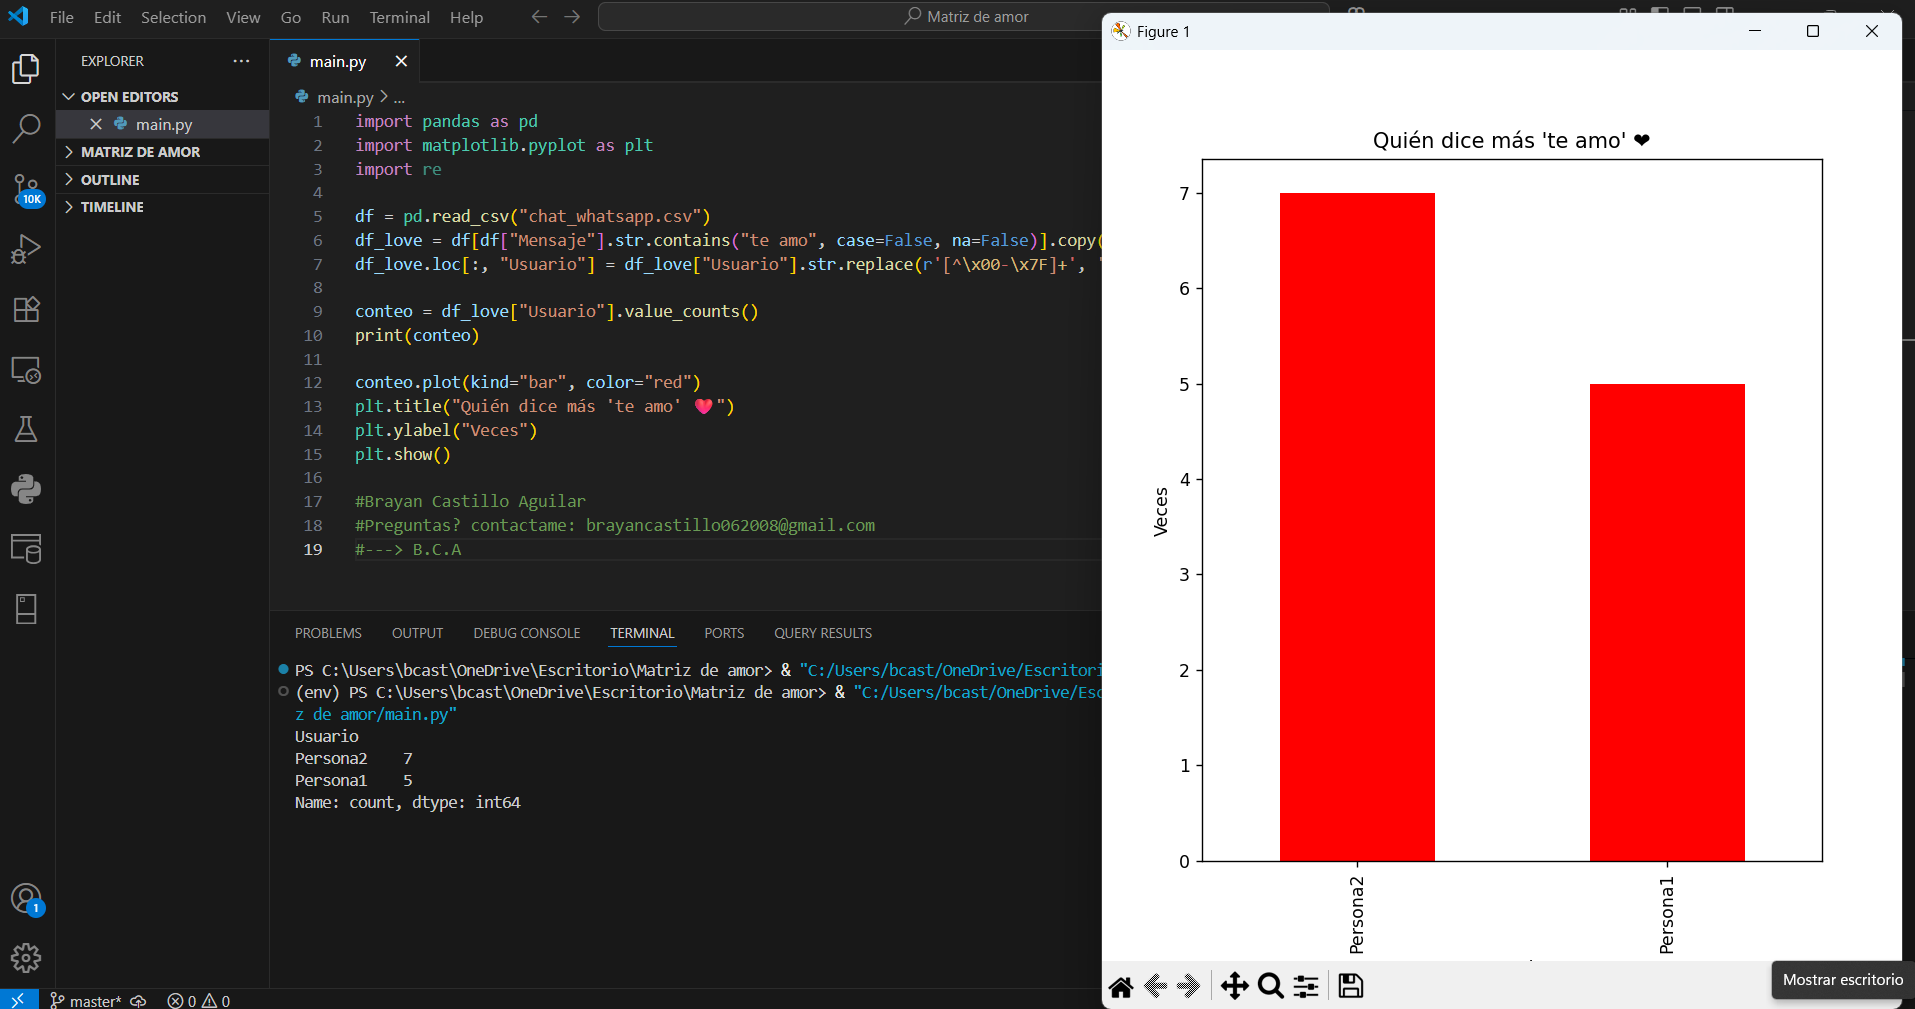 File Edit Selection View Go Run Terminal Help
Matriz de amor
EXPLORER
OPEN EDITORS
main.py
MATRIZ DE AMOR
OUTLINE
TIMELINE
10K
1
main.py
main.py > ...
1 import pandas as pd
2 import matplotlib.pyplot as plt
3 import re
4
5 df = pd.read_csv("chat_whatsapp.csv")
6 df_love = df[df["Mensaje"].str.contains("te amo", case=False, na=False)].copy(
7 df_love.loc[:, "Usuario"] = df_love["Usuario"].str.replace(r'[^\x00-\x7F]+', '
8
9 conteo = df_love["Usuario"].value_counts()
10 print(conteo)
11
12 conteo.plot(kind="bar", color="red")
13 plt.title("Quién dice más 'te amo' ❤️")
14 plt.ylabel("Veces")
15 plt.show()
16
17 #Brayan Castillo Aguilar
18 #Preguntas? contactame: brayancastillo062008@gmail.com
19 #---> B.C.A
PROBLEMS OUTPUT DEBUG CONSOLE TERMINAL PORTS QUERY RESULTS
PS C:\Users\bcast\OneDrive\Escritorio\Matriz de amor> & "C:/Users/bcast/OneDrive/Escritori
(env) PS C:\Users\bcast\OneDrive\Escritorio\Matriz de amor> & "C:/Users/bcast/OneDrive/Esc
z de amor/main.py"
Usuario
Persona2 7
Persona1 5
Name: count, dtype: int64
master* 0 0
Figure 1
Quién dice más 'te amo' ❤
7
6
5
4
3
2
1
0
Veces
Persona2
Persona1
Mostrar escritorio